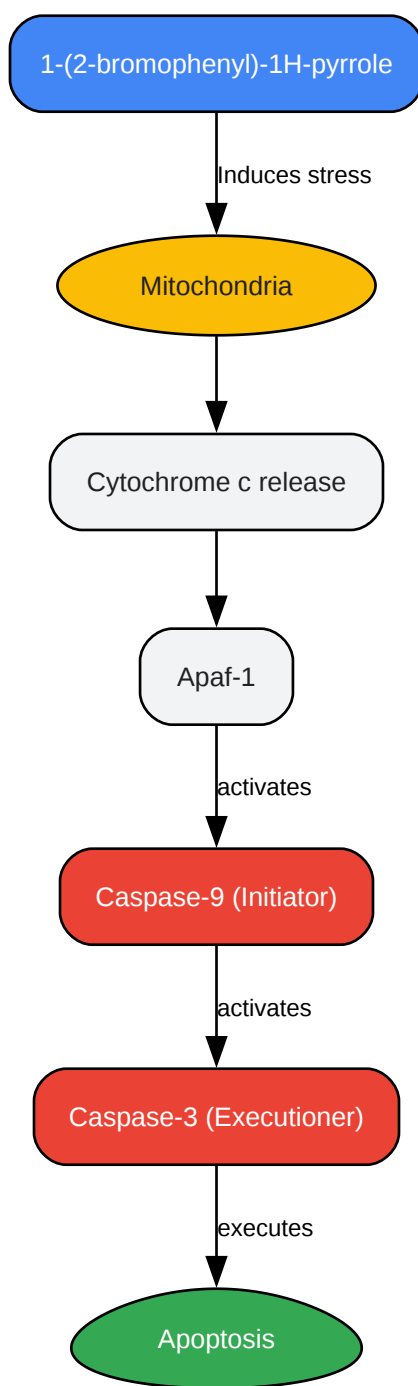 1-(2-bromophenyl)-1H-pyrrole
Induces stress
Mitochondria
Cytochrome c release
Apaf-1
activates
Caspase-9 (Initiator)
activates
Caspase-3 (Executioner)
executes
Apoptosis